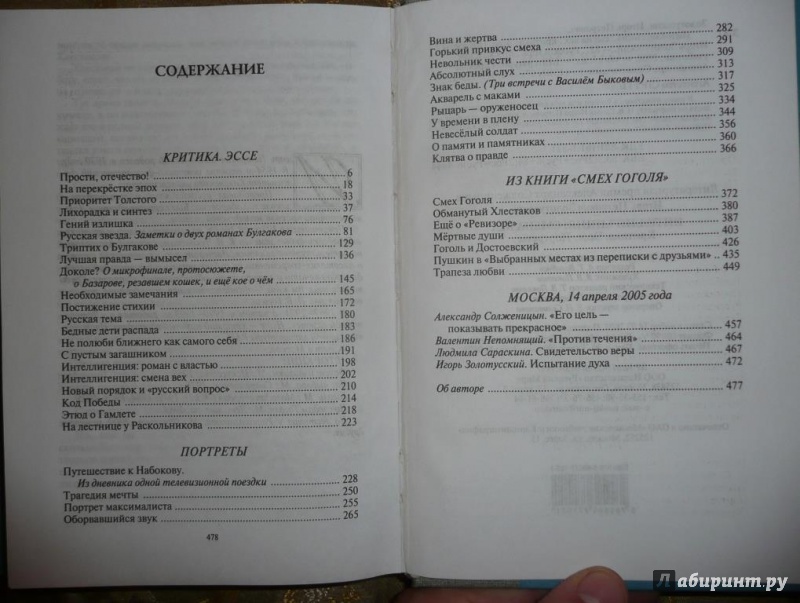 СОДЕРЖАНИЕ
КРИТИКА. ЭССЕ
Прости, отечество! 6
На перекрёстке эпох 18
Приоритет Толстого 33
Лихорадка и синтез 37
Гений излишка 76
Русская звезда. Заметки о двух романах Булгакова 81
Триптих о Булгакове 129
Лучшая правда — вымысел 136
Доколе? О микрофинале, протосюжете,
о Базарове, резавшем кошек, и ещё кое о чём 145
Необходимые замечания 165
Постижение стихии 172
Русская тема 180
Бедные дети распада 183
Не полюби ближнего как самого себя 186
С пустым загашником 191
Интеллигенция: роман с властью 198
Интеллигенция: смена вех 202
Новый порядок и «русский вопрос» 210
Код Победы 214
Этюд о Гамлете 218
На лестнице у Раскольникова 223
ПОРТРЕТЫ
Путешествие к Набокову.
Из дневника одной телевизионной поездки 228
Трагедия мечты 250
Портрет максималиста 255
Оборвавшийся звук 265
478
Вина и жертва 282
Горький привкус смеха 291
Невольник чести 309
Абсолютный слух 313
Знак беды. (Три встречи с Василём Быковым) 317
Акварель с маками 325
Рыцарь — оруженосец 334
У времени в плену 344
Невесёлый солдат 356
О памяти и памятниках 360
Клятва о правде 366
ИЗ КНИГИ «СМЕХ ГОГОЛЯ»
Смех Гоголя 372
Обманутый Хлестаков 380
Ещё о «Ревизоре» 387
Мёртвые души 403
Гоголь и Достоевский 426
Пушкин в «Выбранных местах из переписки с друзьями» 435
Трапеза любви 449
МОСКВА, 14 апреля 2005 года
Александр Солженицын. «Его цель —
показывать прекрасное» 457
Валентин Непомнящий. «Против течения» 464
Людмила Сараскина. Свидетельство веры 467
Игорь Золотусский. Испытание духа 472
Об авторе 477
Лабиринт.ру